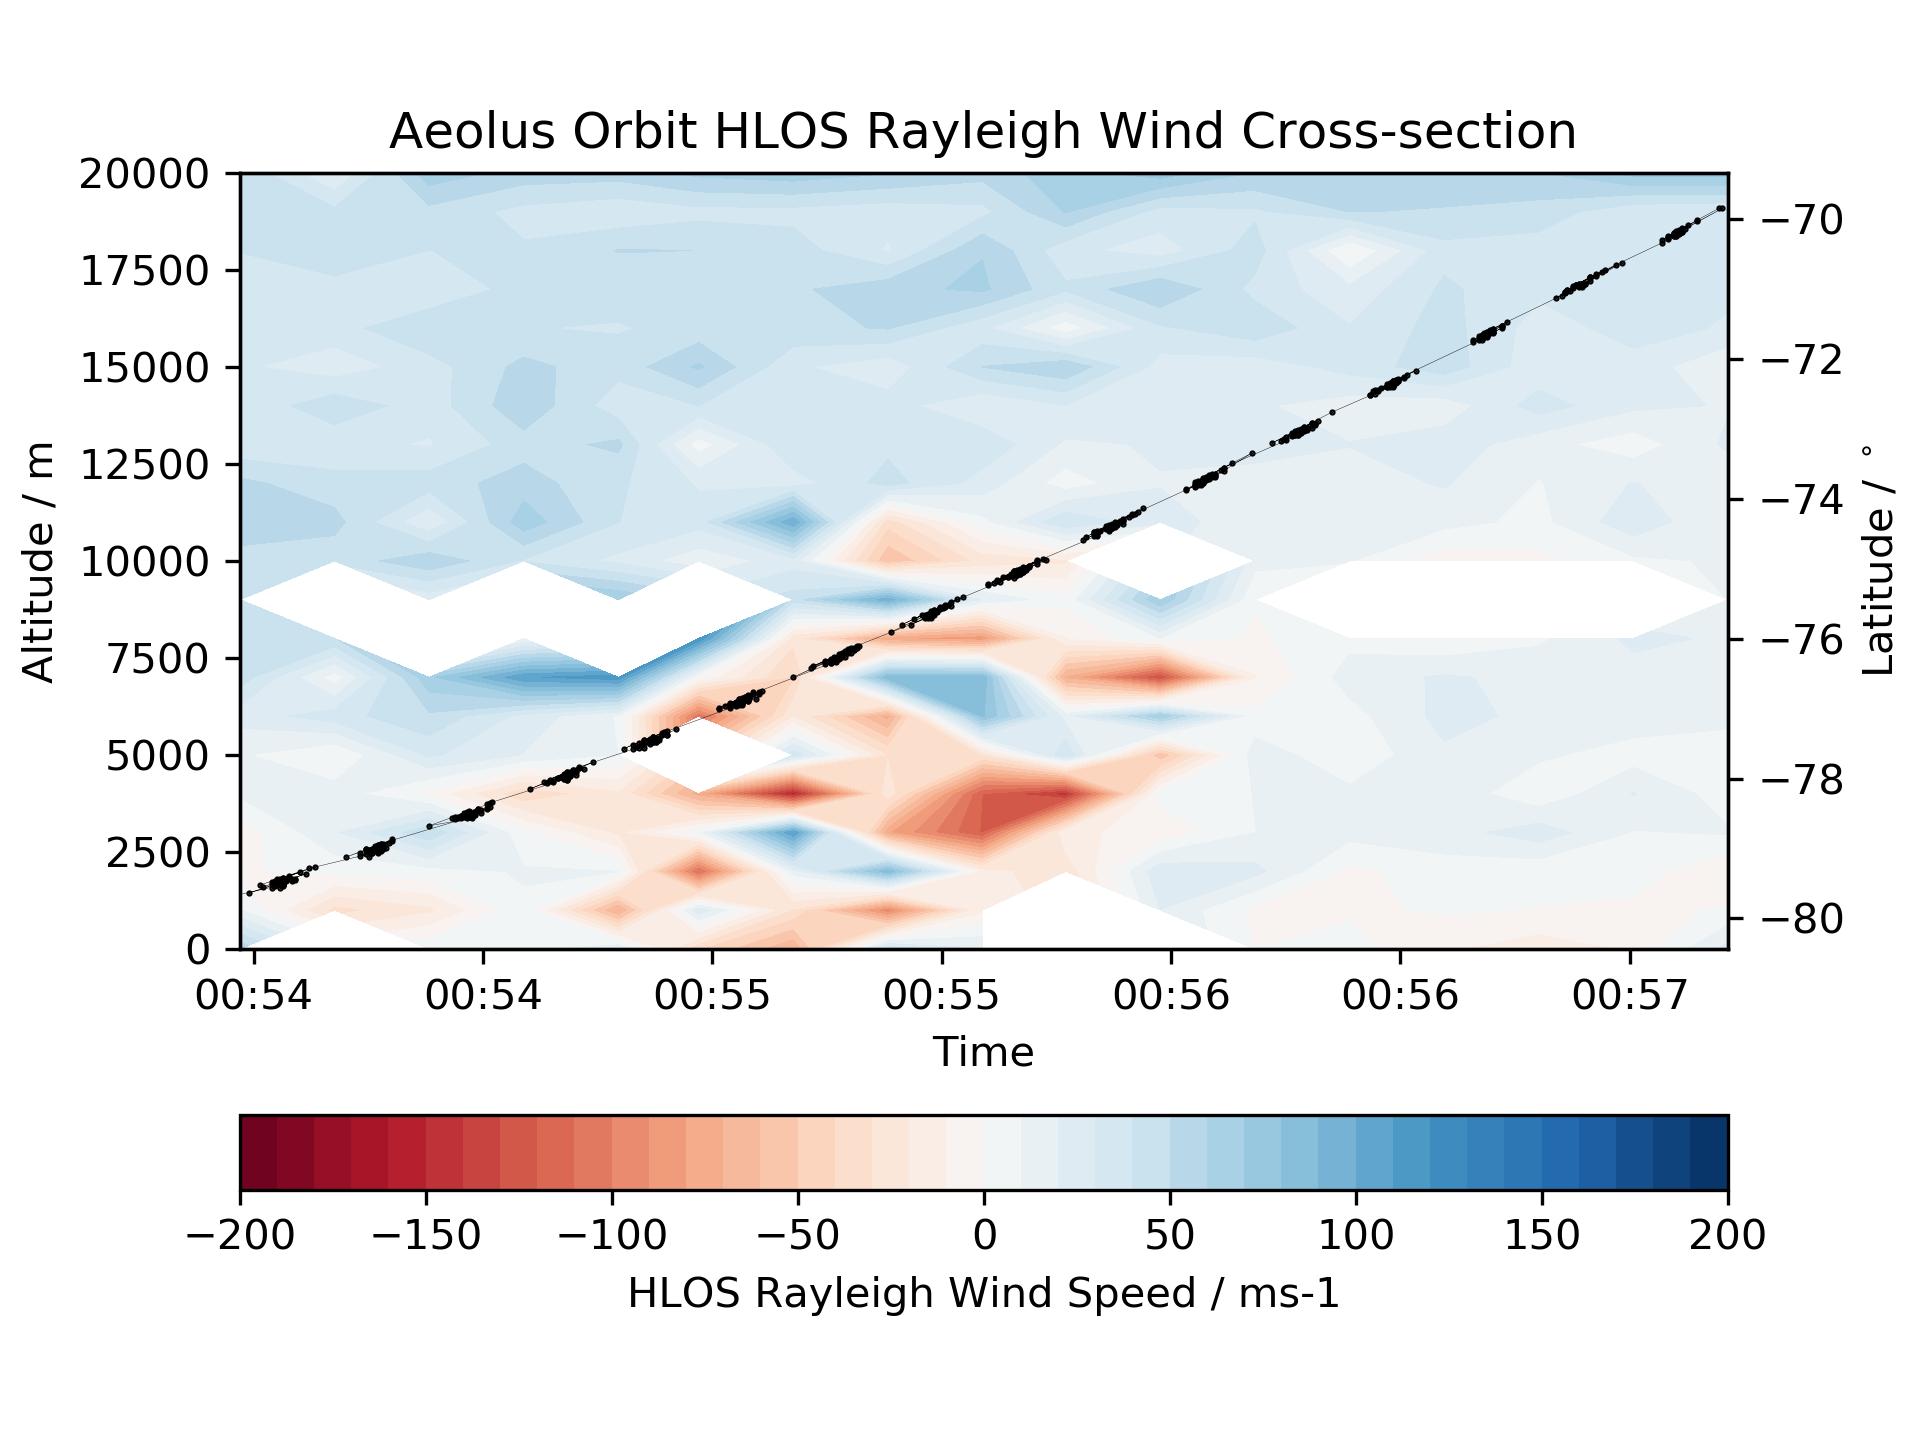 Aeolus Orbit HLOS Rayleigh Wind Cross-section
20000
17500
15000
12500
10000
7500
5000
2500
0
Altitude / m
−70
−72
−74
−76
−78
−80
Latitude / °
00:54 00:54 00:55 00:55 00:56 00:56 00:57
Time
−200 −150 −100 −50 0 50 100 150 200
HLOS Rayleigh Wind Speed / ms-1